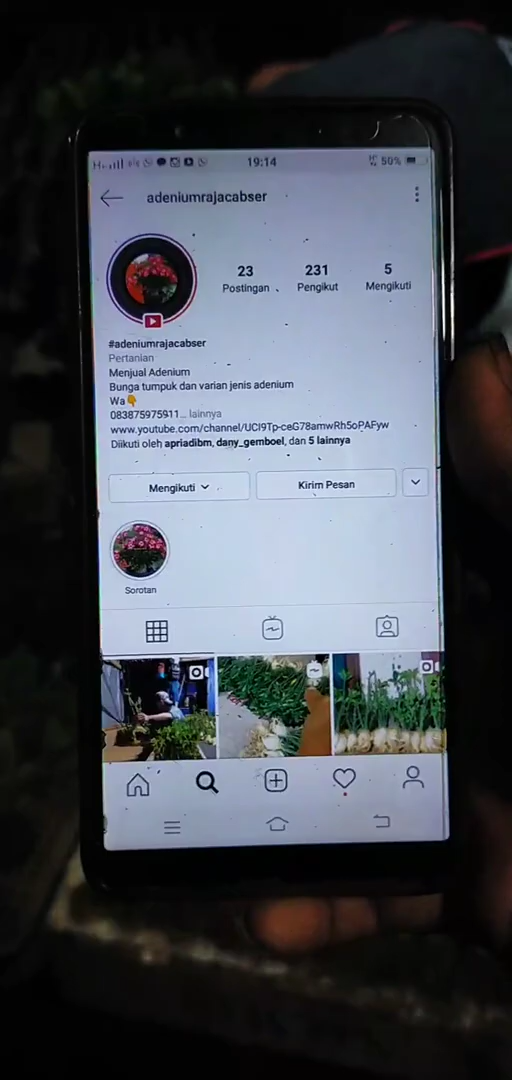 19:14
50%
adeniumrajacabser
23 231 5
Postingan Pengikut Mengikuti
#adeniumrajacabser
Pertanian
Menjual Adenium
Bunga tumpuk dan varian jenis adenium
Wa👇
083875975911... lainnya
www.youtube.com/channel/UCI9Tp-ceG78amwRh5oPAFyw
Diikuti oleh apriadibm, dany_gemboel, dan 5 lainnya
Mengikuti Kirim Pesan
Sorotan